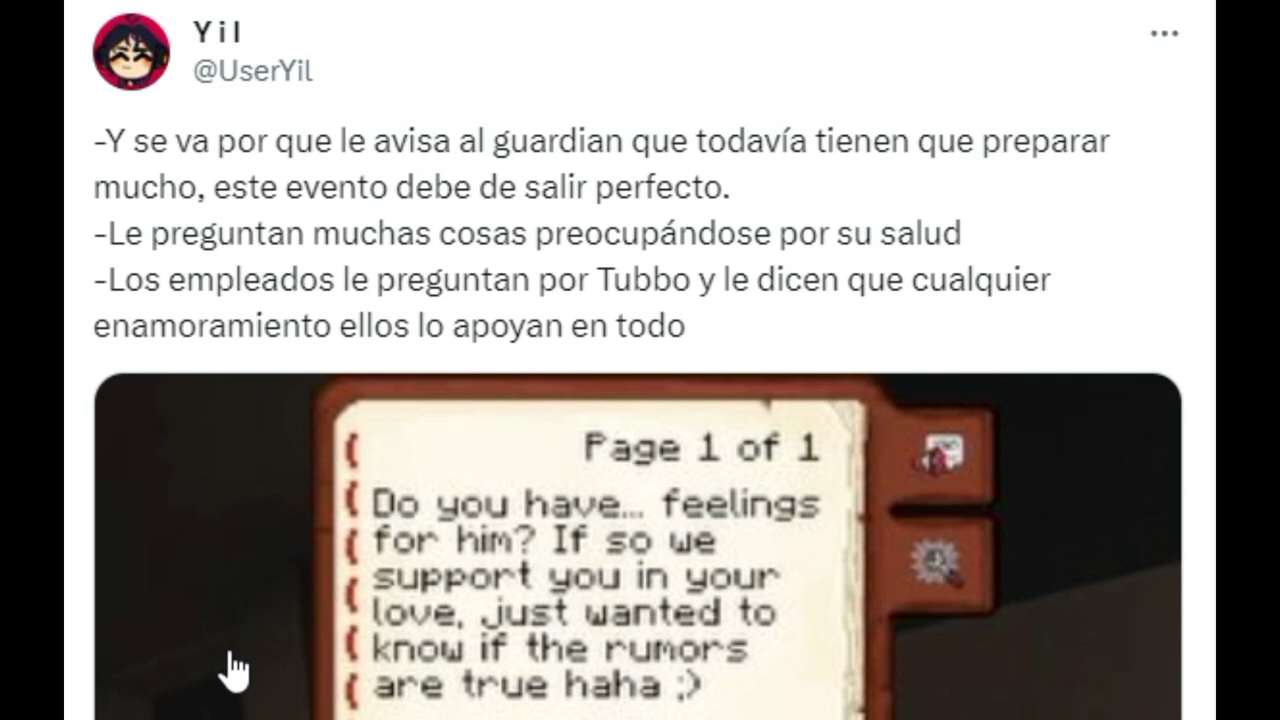 Yil
@UserYil
-Y se va por que le avisa al guardian que todavía tienen que preparar
mucho, este evento debe de salir perfecto.
-Le preguntan muchas cosas preocupándose por su salud
-Los empleados le preguntan por Tubbo y le dicen que cualquier
enamoramiento ellos lo apoyan en todo
Page 1 of 1
Do you have... feelings
for him? If so we
support you in your
love, just wanted to
know if the rumors
are true haha ;)